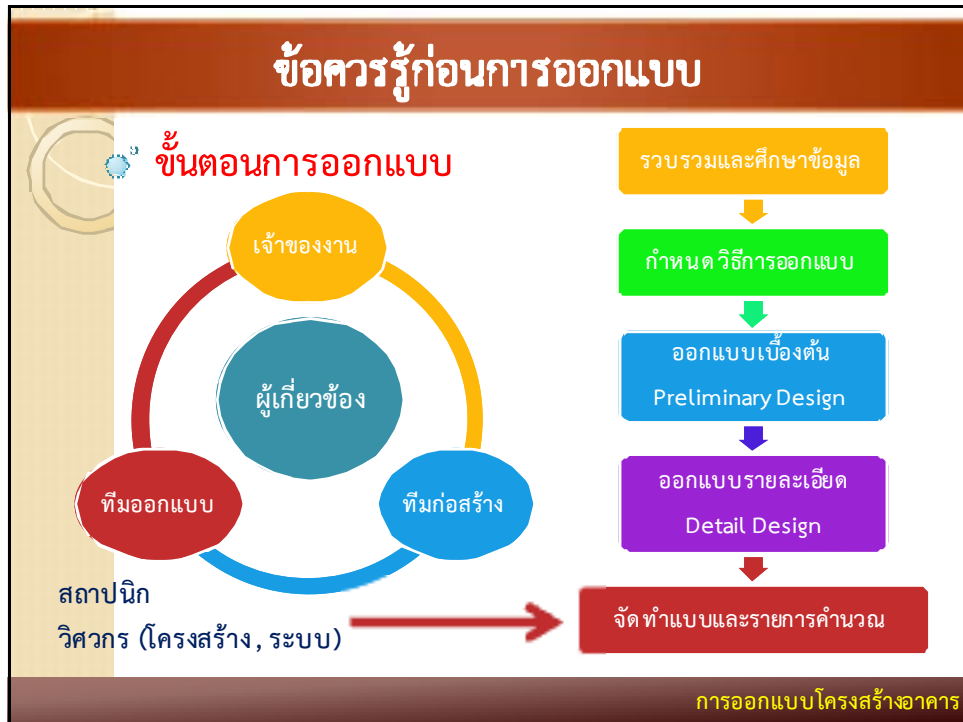 ข้อควรรู้ก่อนการออกแบบ
ขั้นตอนการออกแบบ
เจ้าของงาน
ผู้เกี่ยวข้อง
ทีมออกแบบ
ทีมก่อสร้าง
สถาปนิก
วิศวกร (โครงสร้าง, ระบบ)
รวบรวมและศึกษาข้อมูล
กำหนด วิธีการออกแบบ
ออกแบบเบื้องต้น
Preliminary Design
ออกแบบรายละเอียด
Detail Design
จัดทำแบบและรายการคำนวณ
การออกแบบโครงสร้างอาคาร